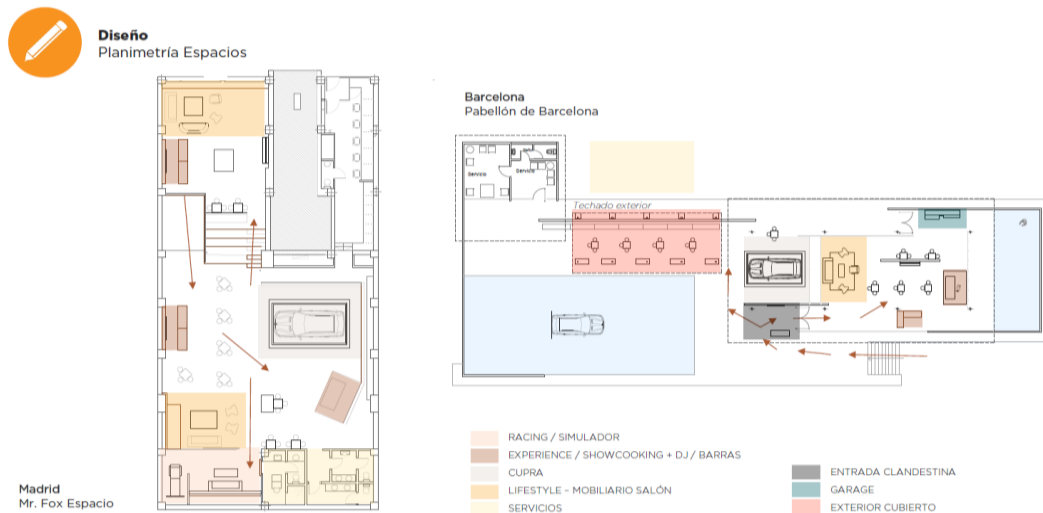 Diseño
Planimetría Espacios
Barcelona
Pabellón de Barcelona
Servicio
Servicio
Techado exterior
RACING / SIMULADOR
EXPERIENCE / SHOWCOOKING + DJ / BARRAS
CUPRA
LIFESTYLE - MOBILIARIO SALÓN
SERVICIOS
ENTRADA CLANDESTINA
GARAGE
EXTERIOR CUBIERTO
Madrid
Mr. Fox Espacio